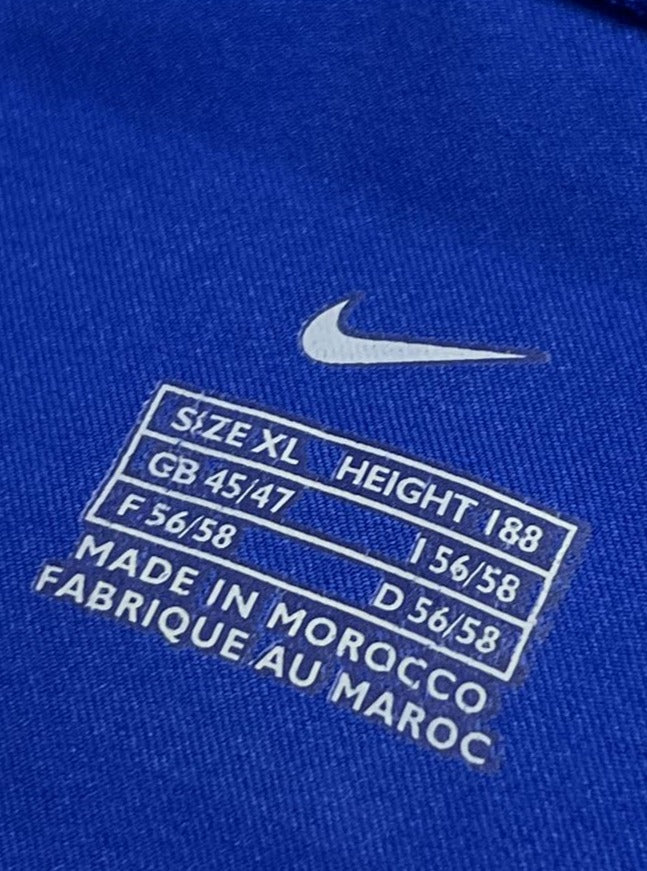 SIZE XL HEIGHT 188
GB 45/47 I 56/58
F 56/58 D 56/58
MADE IN MOROCCO
FABRIQUE AU MAROC